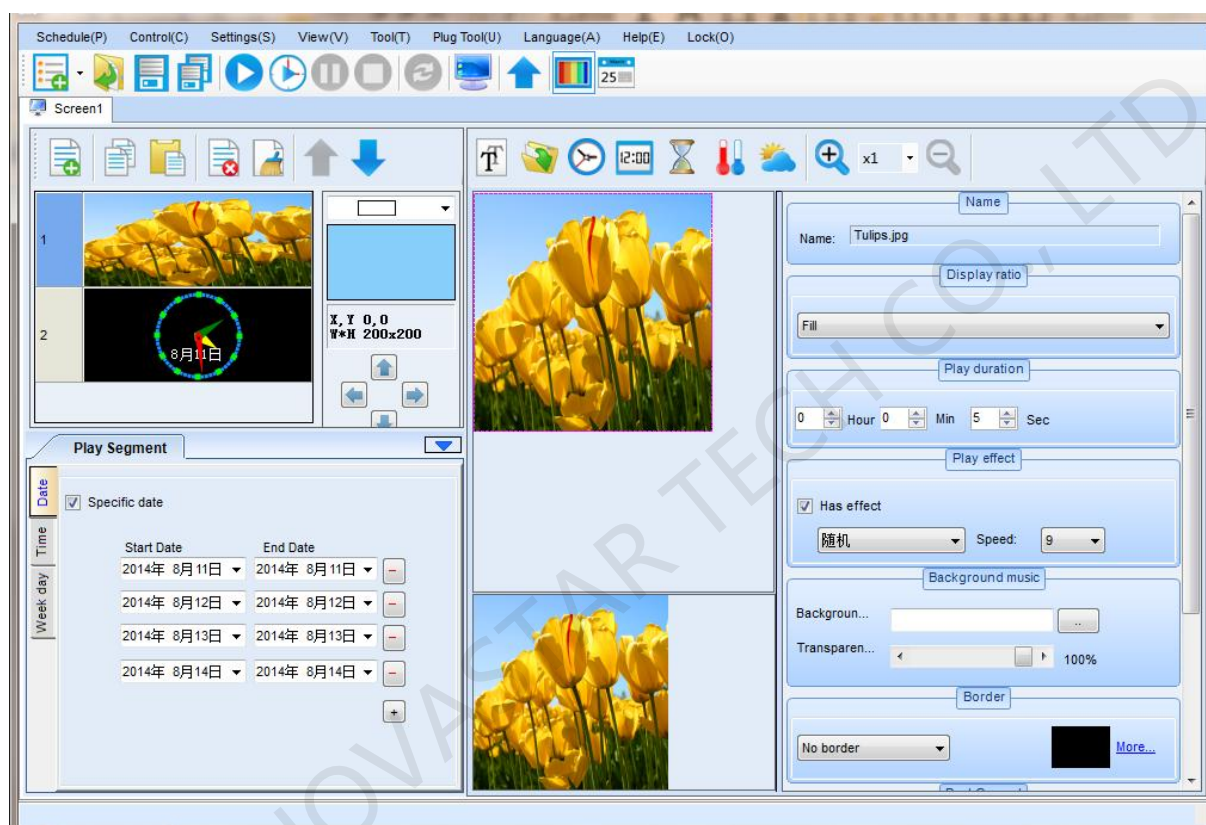 Schedule(P) Control(C) Settings(S) View(V) Tool(T) Plug Tool(U) Language(A) Help(E) Lock(O)
25
Screen1
12:00
x1
1
8月11日
2
X,Y 0,0
W*H 200x200
Name
Name: Tulips.jpg
Display ratio
Fill
Play duration
0 Hour 0 Min 5 Sec
Play effect
Has effect
随机 Speed: 9
Background music
Backgroun... ..
Transparen... 100%
Border
No border More...
Play Segment
Date
Time
Week day
Specific date
Start Date End Date
2014年 8月11日 2014年 8月11日 -
2014年 8月12日 2014年 8月12日 -
2014年 8月13日 2014年 8月13日 -
2014年 8月14日 2014年 8月14日 -
+
NOVASTAR TECH CO., LTD.